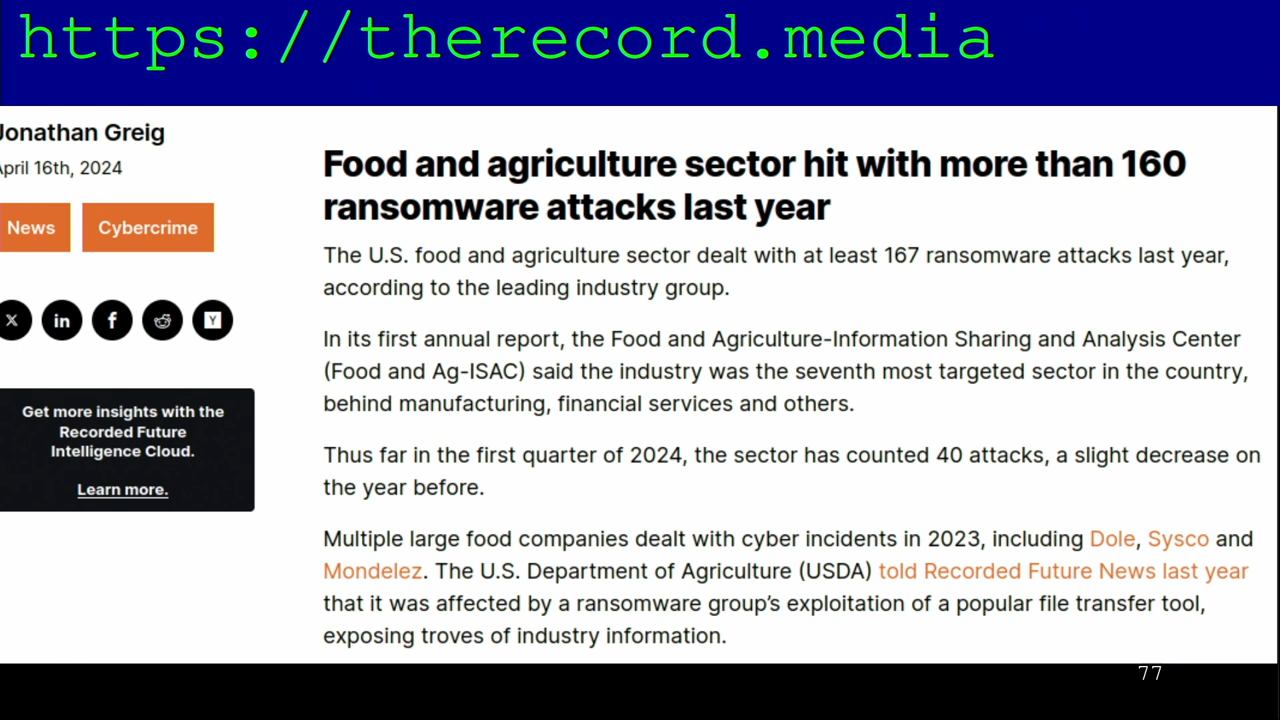 https://therecord.media
Jonathan Greig
April 16th, 2024
News Cybercrime
Get more insights with the
Recorded Future
Intelligence Cloud.
Learn more.
Food and agriculture sector hit with more than 160
ransomware attacks last year
The U.S. food and agriculture sector dealt with at least 167 ransomware attacks last year,
according to the leading industry group.
In its first annual report, the Food and Agriculture-Information Sharing and Analysis Center
(Food and Ag-ISAC) said the industry was the seventh most targeted sector in the country,
behind manufacturing, financial services and others.
Thus far in the first quarter of 2024, the sector has counted 40 attacks, a slight decrease on
the year before.
Multiple large food companies dealt with cyber incidents in 2023, including Dole, Sysco and
Mondelez. The U.S. Department of Agriculture (USDA) told Recorded Future News last year
that it was affected by a ransomware group’s exploitation of a popular file transfer tool,
exposing troves of industry information.
77